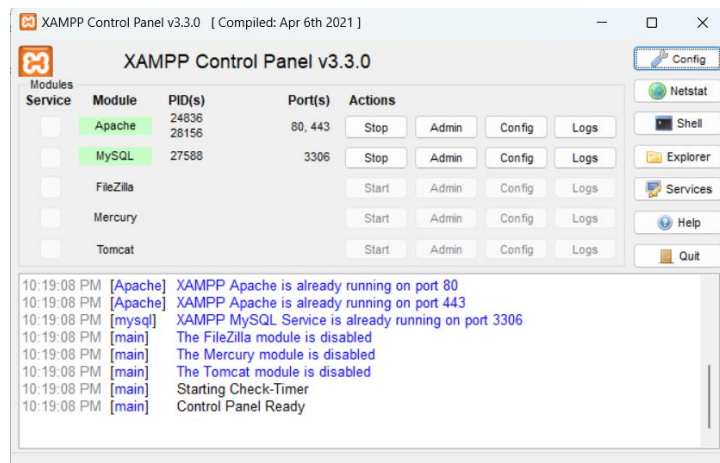 XAMPP Control Panel v3.3.0 [ Compiled: Apr 6th 2021 ]
XAMPP Control Panel v3.3.0
Config
Modules
Service Module PID(s) Port(s) Actions
Netstat
Apache 24836 28156 80, 443 Stop Admin Config Logs
Shell
MySQL 27588 3306 Stop Admin Config Logs
Explorer
FileZilla Start Admin Config Logs
Services
Mercury Start Admin Config Logs
Help
Tomcat Start Admin Config Logs
Quit
10:19:08 PM [Apache] XAMPP Apache is already running on port 80
10:19:08 PM [Apache] XAMPP Apache is already running on port 443
10:19:08 PM [mysql] XAMPP MySQL Service is already running on port 3306
10:19:08 PM [main] The FileZilla module is disabled
10:19:08 PM [main] The Mercury module is disabled
10:19:08 PM [main] The Tomcat module is disabled
10:19:08 PM [main] Starting Check-Timer
10:19:08 PM [main] Control Panel Ready